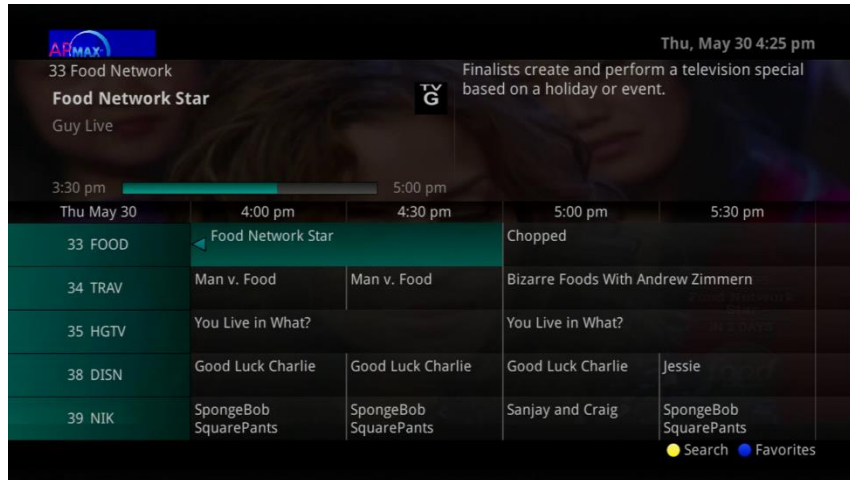 ARMAX
Thu, May 30 4:25 pm
33 Food Network
Food Network Star
Guy Live
TV
G
Finalists create and perform a television special
based on a holiday or event.
3:30 pm 5:00 pm
Thu May 30 4:00 pm 4:30 pm 5:00 pm 5:30 pm
33 FOOD Food Network Star Chopped
34 TRAV Man v. Food Man v. Food Bizarre Foods With Andrew Zimmern
35 HGTV You Live in What? You Live in What?
38 DISN Good Luck Charlie Good Luck Charlie Good Luck Charlie Jessie
39 NIK SpongeBob SpongeBob Sanjay and Craig SpongeBob
SquarePants SquarePants SquarePants
Search Favorites